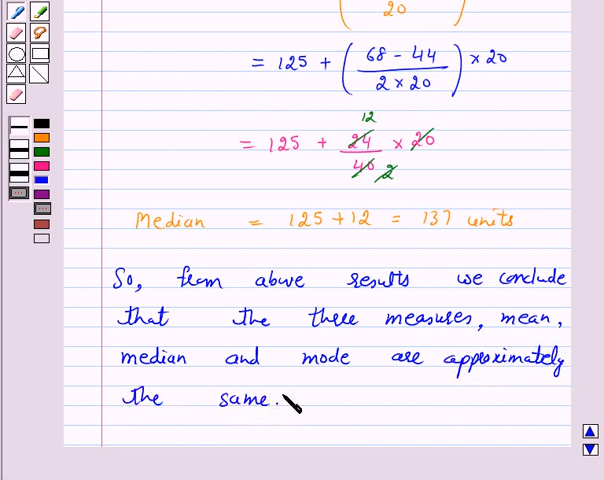 20
= 125 + ( 68 - 44 / 2 × 20 ) × 20
= 125 + 24 / 40 × 20
12
2
Median = 125 + 12 = 137 units
So, from above results we conclude
that the three measures, mean,
median and mode are approximately
the same.